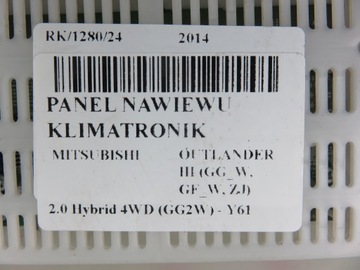 RK/1280/24 2014
PANEL NAWIEWU
KLIMATRONIK
MITSUBISHI OUTLANDER
III (GG_W,
GF_W, ZJ)
2.0 Hybrid 4WD (GG2W) - Y61